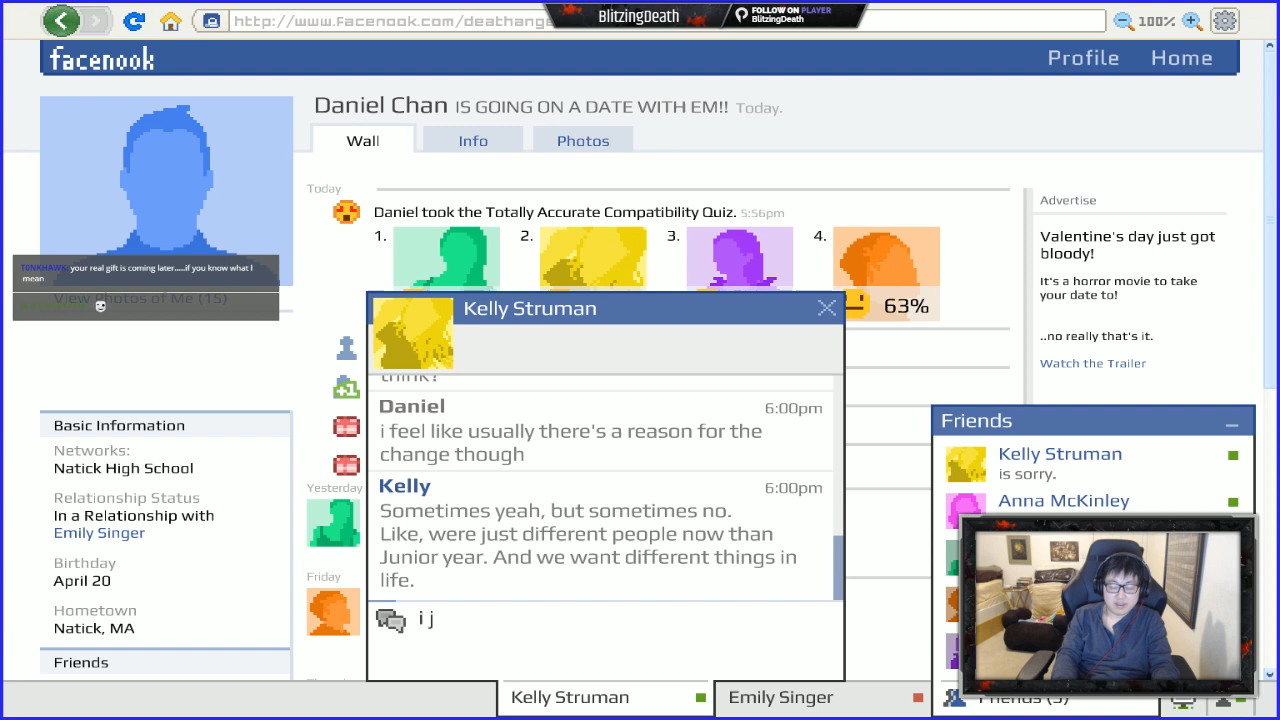 http://www.facenook.com/deathange
BlitzingDeath
FOLLOW ON PLAYER
BlitzingDeath
100%
facenook
Profile
Home
Daniel Chan IS GOING ON A DATE WITH EM!! Today.
Wall
Info
Photos
Today
Daniel took the Totally Accurate Compatibility Quiz. 5:56pm
1.
2.
3.
4.
63%
Advertise
Valentine's day just got
bloody!
It's a horror movie to take
your date to!
..no really that's it.
Watch the Trailer
T0NKHAWK: your real gift is coming later.....if you know what I
mean
View Photos of Me (15)
Kelly Struman
think?
Daniel
6:00pm
i feel like usually there's a reason for the
change though
Kelly
6:00pm
Sometimes yeah, but sometimes no.
Like, were just different people now than
Junior year. And we want different things in
life.
i j
+1
Yesterday
Friday
Basic Information
Networks:
Natick High School
Relationship Status
In a Relationship with
Emily Singer
Birthday
April 20
Hometown
Natick, MA
Friends
Friends
Kelly Struman
is sorry.
Anna McKinley
Kelly Struman
Emily Singer
Friends (5)